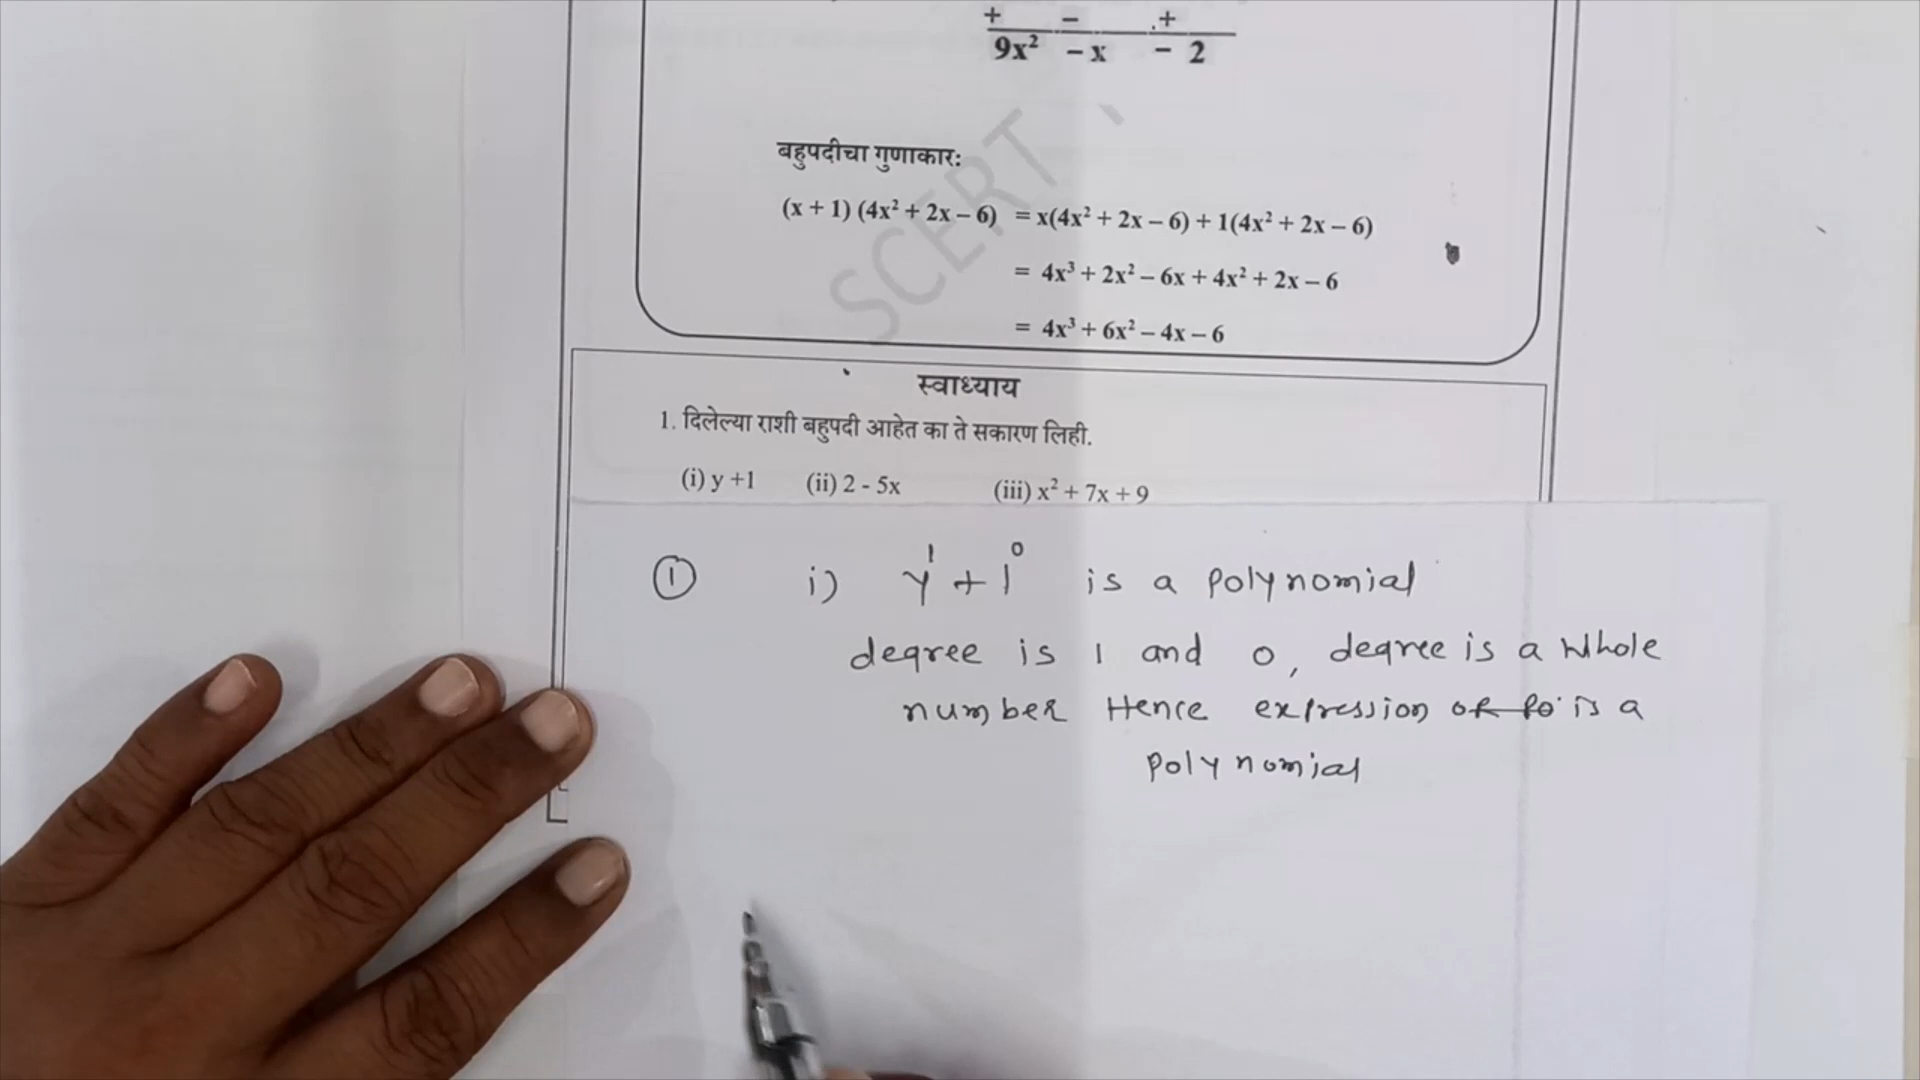 + − +
9x² − x − 2
बहुपदीचा गुणाकार:
(x + 1) (4x² + 2x – 6) = x(4x² + 2x – 6) + 1(4x² + 2x – 6)
= 4x³ + 2x² – 6x + 4x² + 2x – 6
= 4x³ + 6x² – 4x – 6
SCERT
स्वाध्याय
1. दिलेल्या राशी बहुपदी आहेत का ते सकारण लिही.
(i) y +1 (ii) 2 - 5x (iii) x² + 7x + 9
① i) y¹ + 1⁰ is a polynomial
degree is 1 and 0, degree is a whole
number Hence expression is a
polynomial